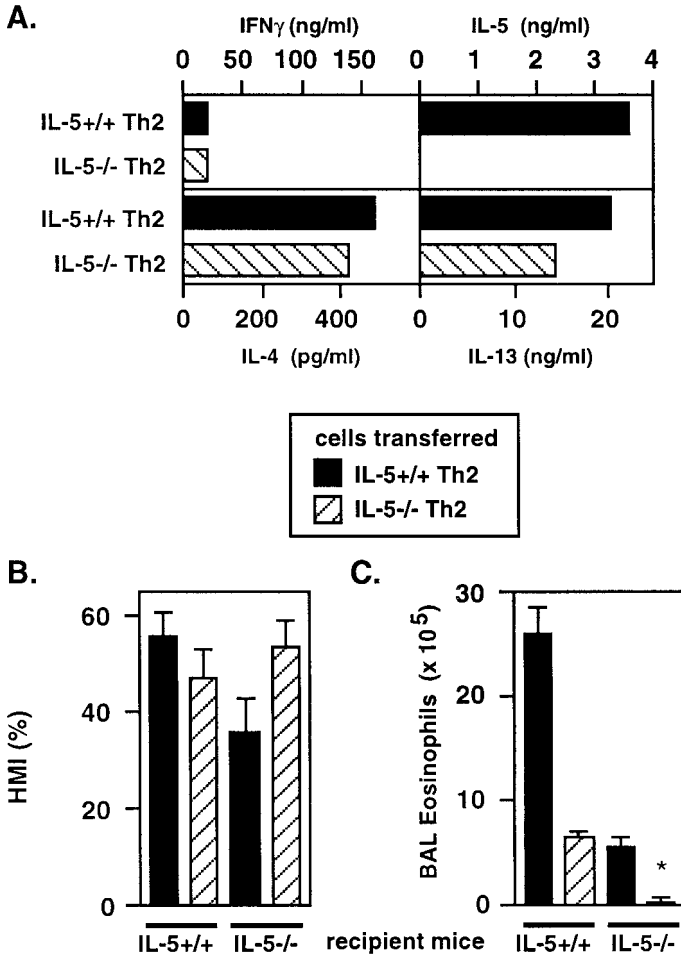 A.
IFNγ (ng/ml) IL-5 (ng/ml)
0 50 100 150 0 1 2 3 4
IL-5+/+ Th2
IL-5-/- Th2
IL-5+/+ Th2
IL-5-/- Th2
0 200 400 0 10 20
IL-4 (pg/ml) IL-13 (ng/ml)
cells transferred
IL-5+/+ Th2
IL-5-/- Th2
B.
HMI (%)
60
40
20
0
IL-5+/+ IL-5-/-
recipient mice
C.
BAL Eosinophils (x 10⁵)
30
20
10
0
*
IL-5+/+ IL-5-/-